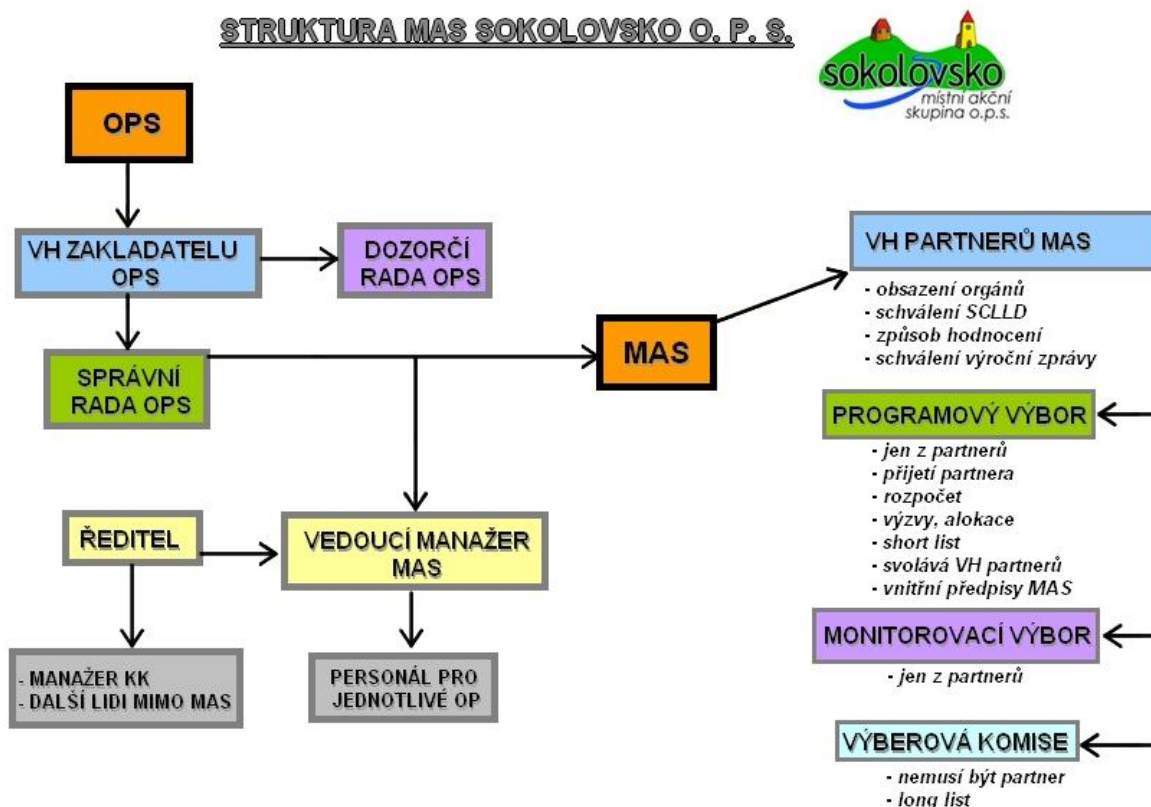 STRUKTURA MAS SOKOLOVSKO O. P. S.
sokolovsko
místní akční
skupina o.p.s.
OPS
VH ZAKLADATELU
OPS
DOZORČÍ
RADA OPS
SPRÁVNÍ
RADA OPS
MAS
VH PARTNERŮ MAS
- obsazení orgánů
- schválení SCLLD
- způsob hodnocení
- schválení výroční zprávy
PROGRAMOVÝ VÝBOR
- jen z partnerů
- přijetí partnera
- rozpočet
- výzvy, alokace
- short list
- svolává VH partnerů
- vnitřní předpisy MAS
ŘEDITEL
VEDOUCÍ MANAŽER
MAS
- MANAŽER KK
- DALŠÍ LIDI MIMO MAS
PERSONÁL PRO
JEDNOTLIVÉ OP
MONITOROVACÍ VÝBOR
- jen z partnerů
VÝBEROVÁ KOMISE
- nemusí být partner
- long list